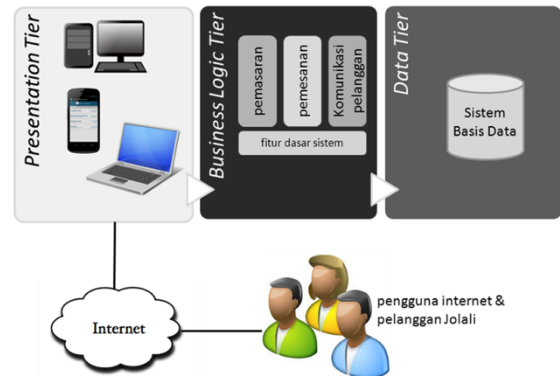 Presentation Tier
Business Logic Tier
pemasaran
pemesanan
Komunikasi
pelanggan
fitur dasar sistem
Data Tier
Sistem
Basis Data
Internet
pengguna internet &
pelanggan Jolali